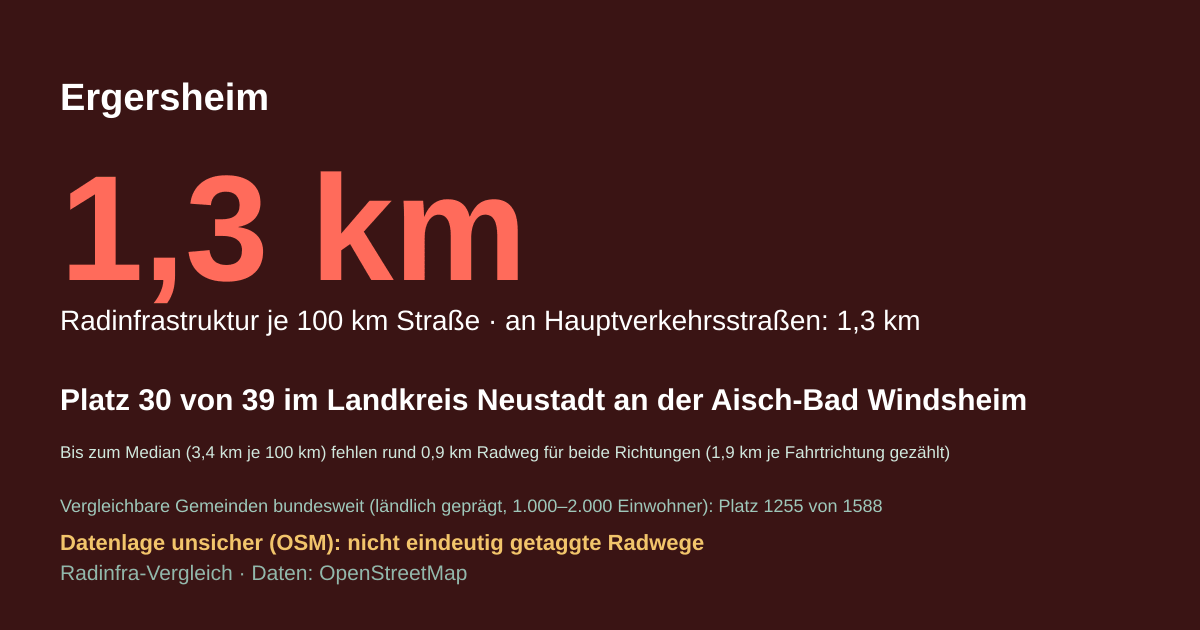 Ergersheim
1,3 km
Radinfrastruktur je 100 km Straße · an Hauptverkehrsstraßen: 1,3 km
Platz 30 von 39 im Landkreis Neustadt an der Aisch-Bad Windsheim
Bis zum Median (3,4 km je 100 km) fehlen rund 0,9 km Radweg für beide Richtungen (1,9 km je Fahrtrichtung gezählt)
Vergleichbare Gemeinden bundesweit (ländlich geprägt, 1.000–2.000 Einwohner): Platz 1255 von 1588
Datenlage unsicher (OSM): nicht eindeutig getaggte Radwege
Radinfra-Vergleich · Daten: OpenStreetMap